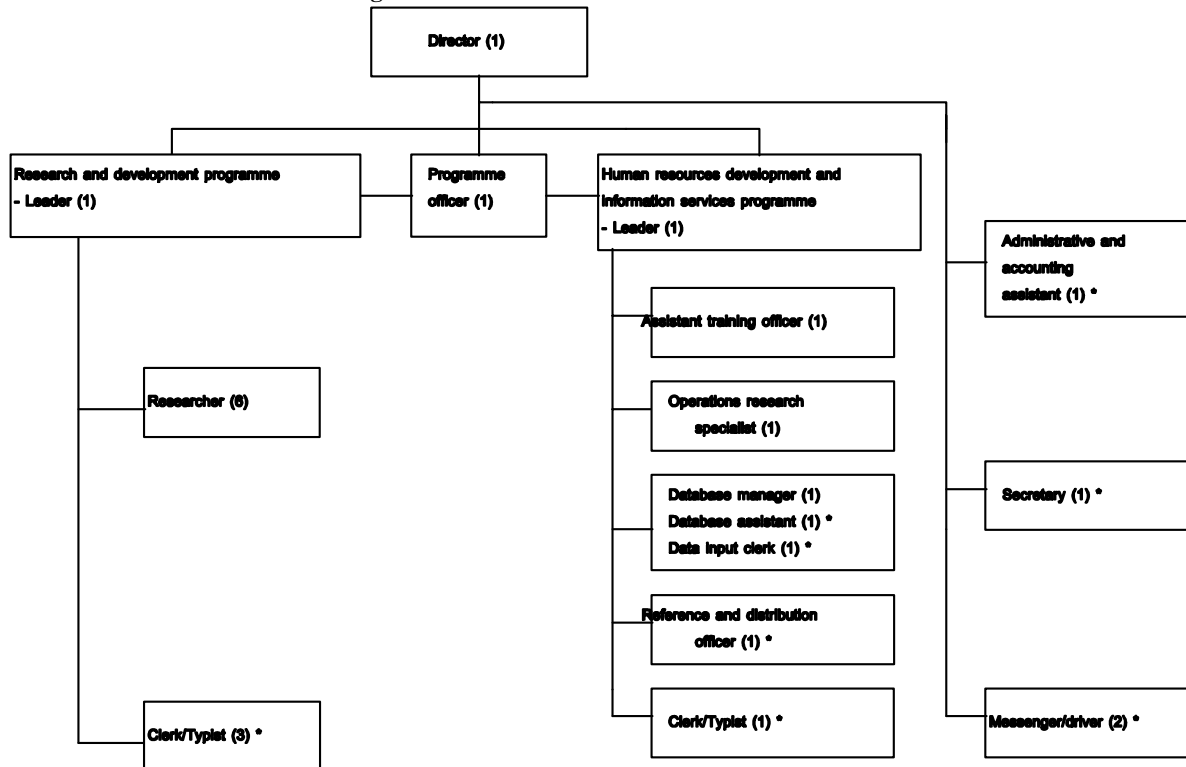 Director (1)
Research and development programme
- Leader (1)
Programme
officer (1)
Human resources development and
information services programme
- Leader (1)
Administrative and
accounting
assistant (1) *
Assistant training officer (1)
Researcher (6)
Operations research
specialist (1)
Database manager (1)
Database assistant (1) *
Data input clerk (1) *
Secretary (1) *
Reference and distribution
officer (1) *
Clerk/Typist (3) *
Clerk/Typist (1) *
Messenger/driver (2) *